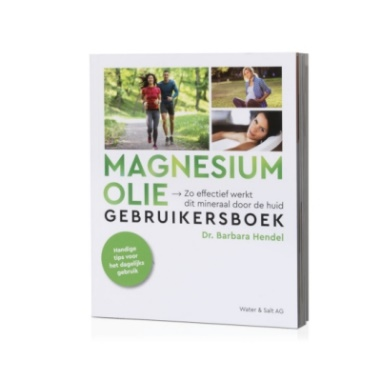 MAGNESIUM
OLIE → Zo effectief werkt
dit mineraal door de huid
GEBRUIKERSBOEK
Dr. Barbara Hendel
Handige
tips voor
het dagelijks
gebruik
Water & Salt AG